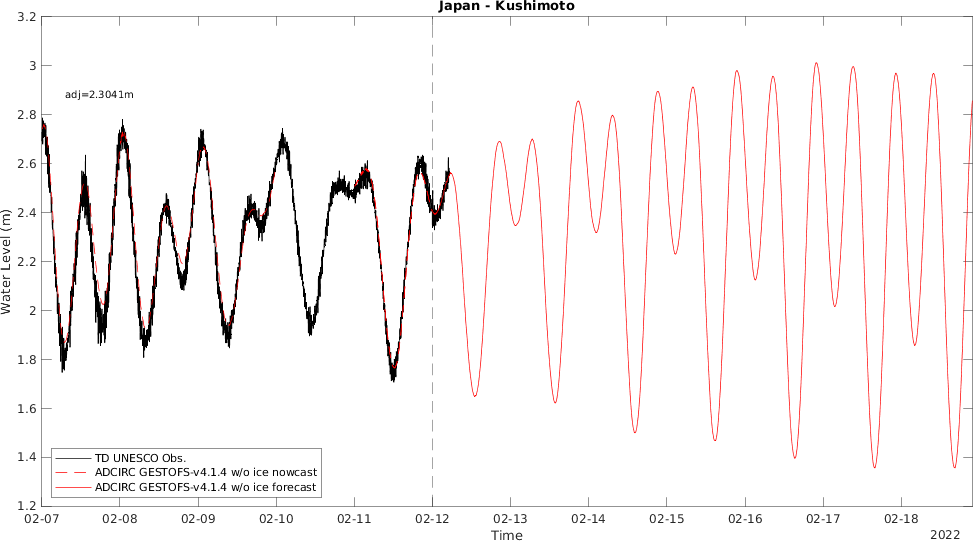 Japan - Kushimoto
3.2
3
2.8
2.6
2.4
2.2
2
1.8
1.6
1.4
1.2
Water Level (m)
adj=2.3041m
TD UNESCO Obs.
ADCIRC GESTOFS-v4.1.4 w/o ice nowcast
ADCIRC GESTOFS-v4.1.4 w/o ice forecast
02-07 02-08 02-09 02-10 02-11 02-12 02-13 02-14 02-15 02-16 02-17 02-18
Time
2022